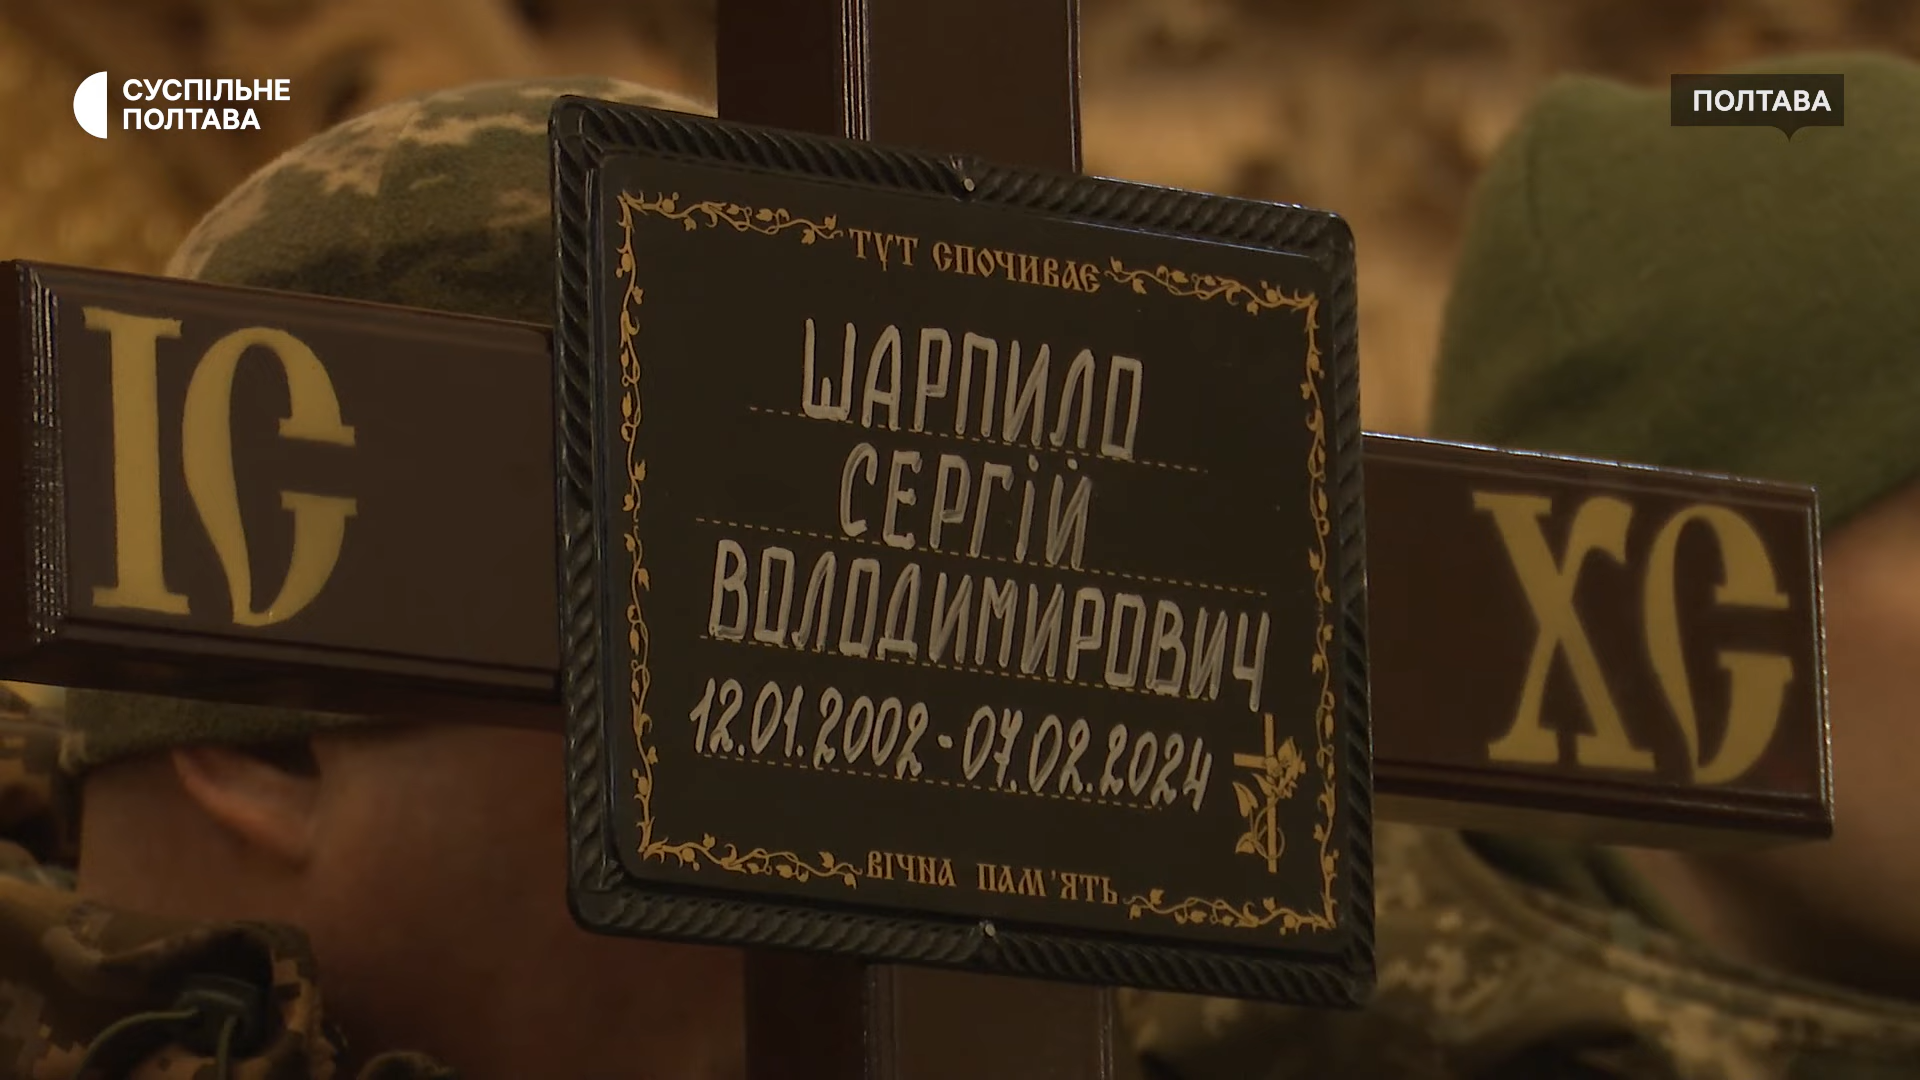 СУСПІЛЬНЕ
ПОЛТАВА
ПОЛТАВА
ТУТ СПОЧИВАЄ
ШАРПИЛО
СЕРГІЙ
ВОЛОДИМИРОВИЧ
12.01.2002-07.02.2024
ВІЧНА ПАМ'ЯТЬ
ІС
ХС